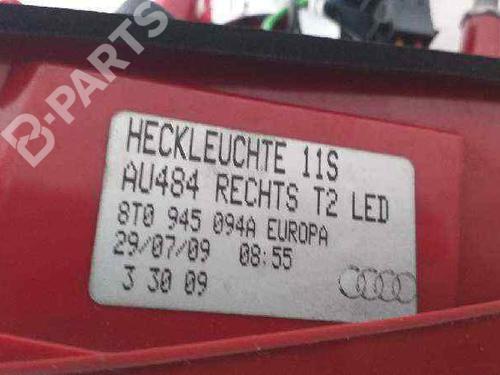 B-PARTS
HECKLEUCHTE 11S
AU484 RECHTS T2 LED
8T0 945 094A EUROPA
29/07/09 08:55
3 30 09